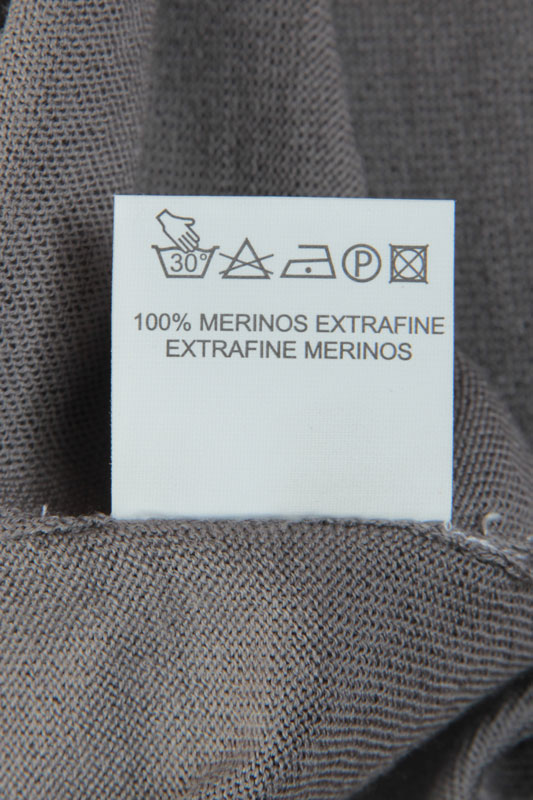 30°
P
100% MERINOS EXTRAFINE
EXTRAFINE MERINOS